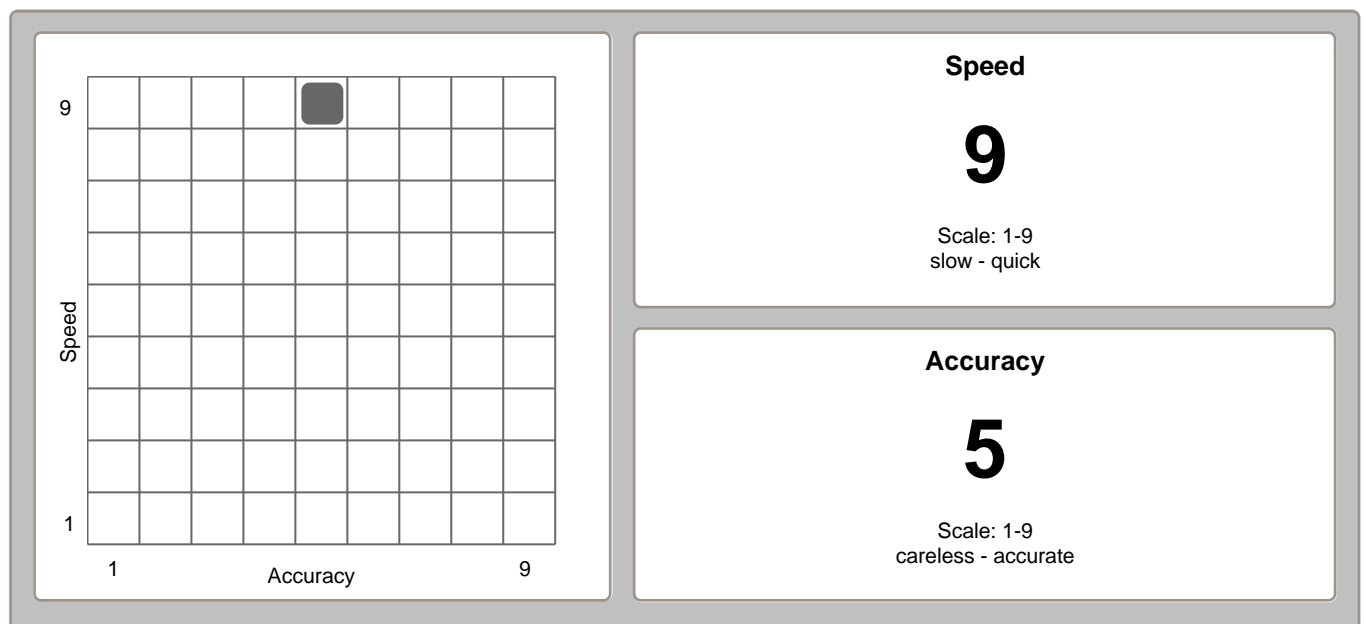 9
Speed
1
1
Accuracy
9
Speed
9
Scale: 1-9
slow - quick
Accuracy
5
Scale: 1-9
careless - accurate